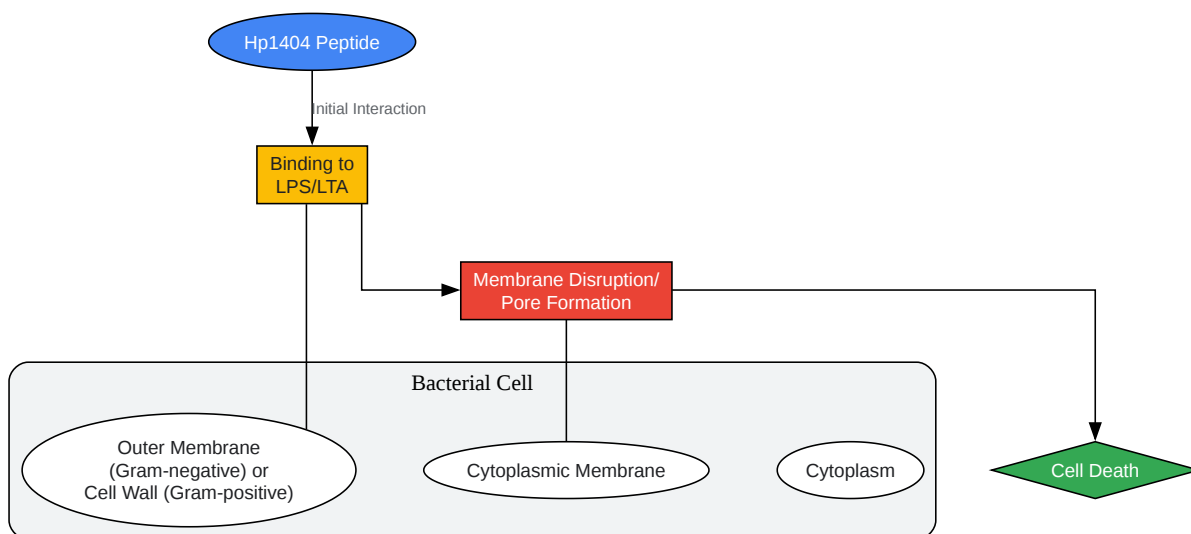 Hp1404 Peptide
Initial Interaction
Binding to
LPS/LTA
Membrane Disruption/
Pore Formation
Bacterial Cell
Outer Membrane
(Gram-negative) or
Cell Wall (Gram-positive)
Cytoplasmic Membrane
Cytoplasm
Cell Death